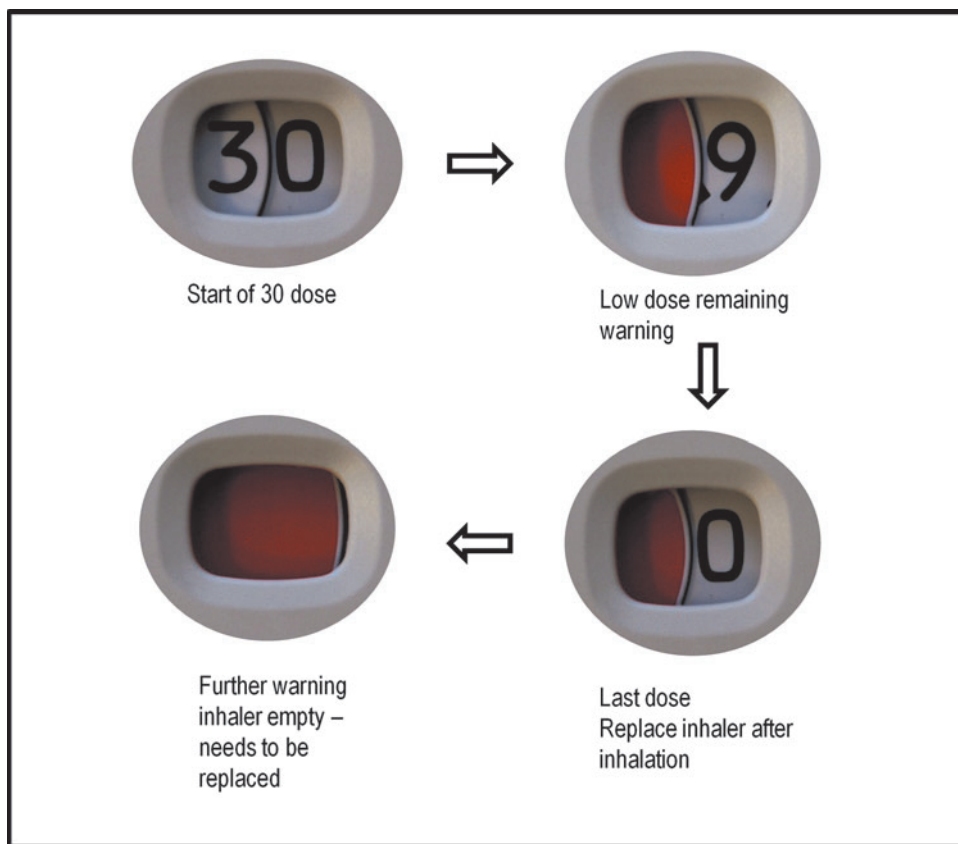 30
Start of 30 dose
9
Low dose remaining
warning
0
Last dose
Replace inhaler after
inhalation
Further warning
inhaler empty –
needs to be
replaced